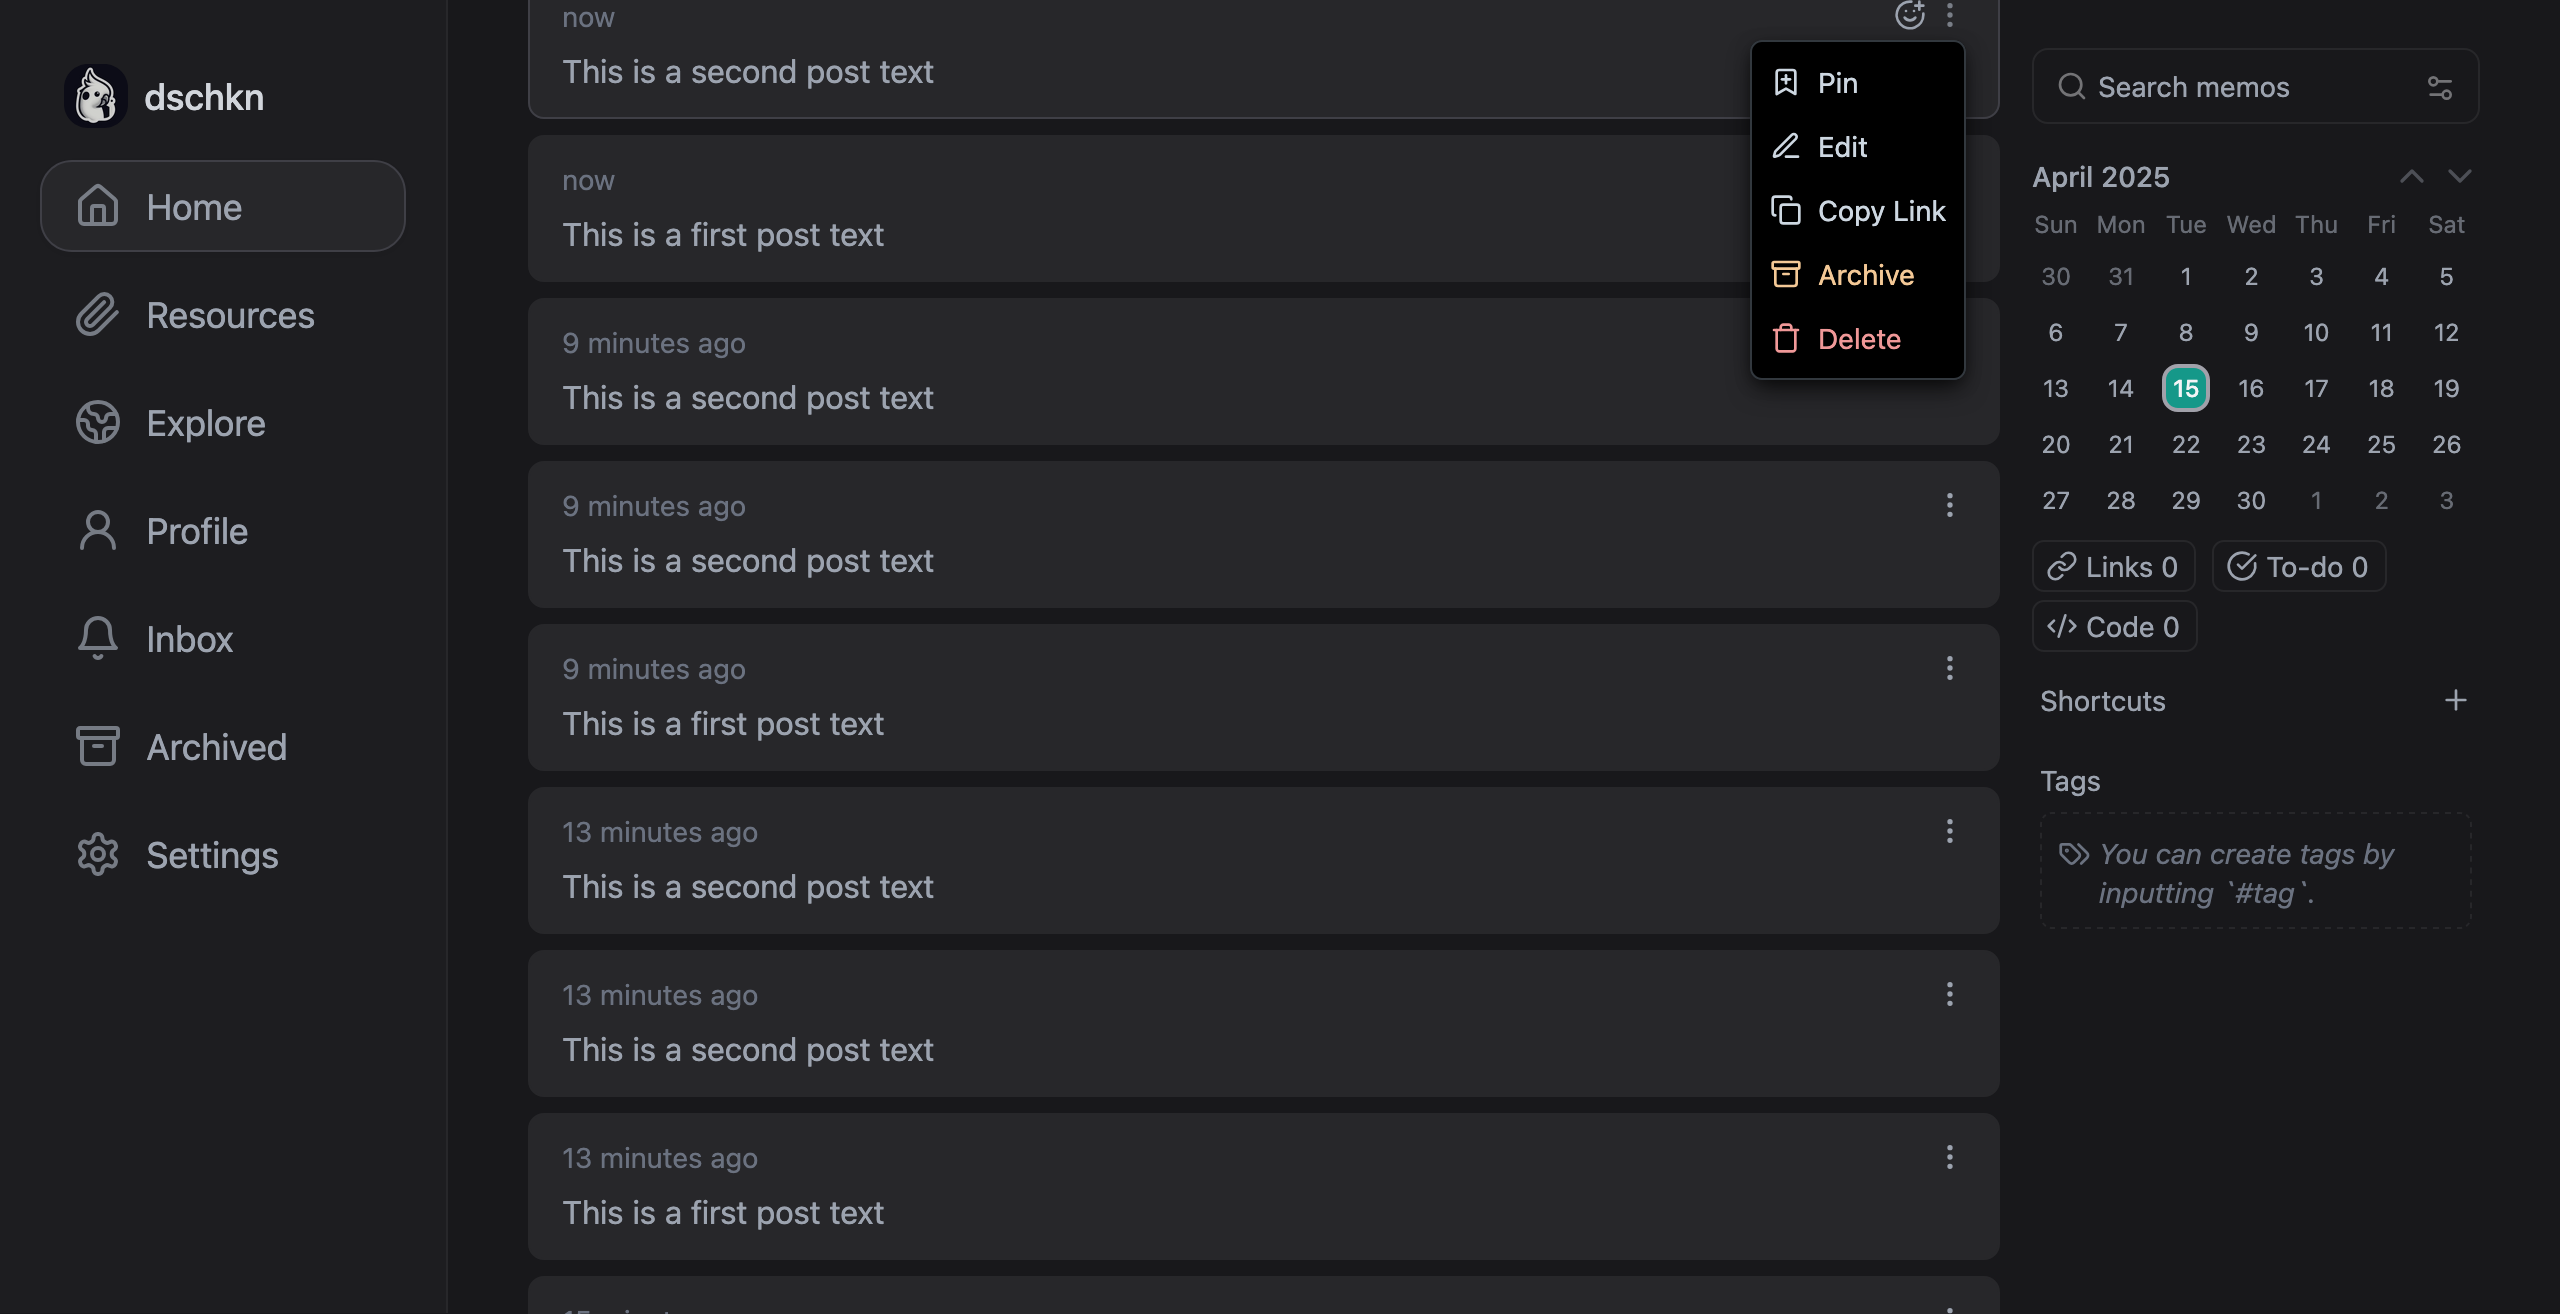 dschkn
Home
Resources
Explore
Profile
Inbox
Archived
Settings
now
This is a second post text
now
This is a first post text
9 minutes ago
This is a second post text
9 minutes ago
This is a second post text
9 minutes ago
This is a first post text
13 minutes ago
This is a second post text
13 minutes ago
This is a second post text
13 minutes ago
This is a first post text
Pin
Edit
Copy Link
Archive
Delete
Search memos
April 2025
Sun Mon Tue Wed Thu Fri Sat
30 31 1 2 3 4 5
6 7 8 9 10 11 12
13 14 15 16 17 18 19
20 21 22 23 24 25 26
27 28 29 30 1 2 3
Links 0 To-do 0
Code 0
Shortcuts
Tags
You can create tags by
inputting `#tag`.